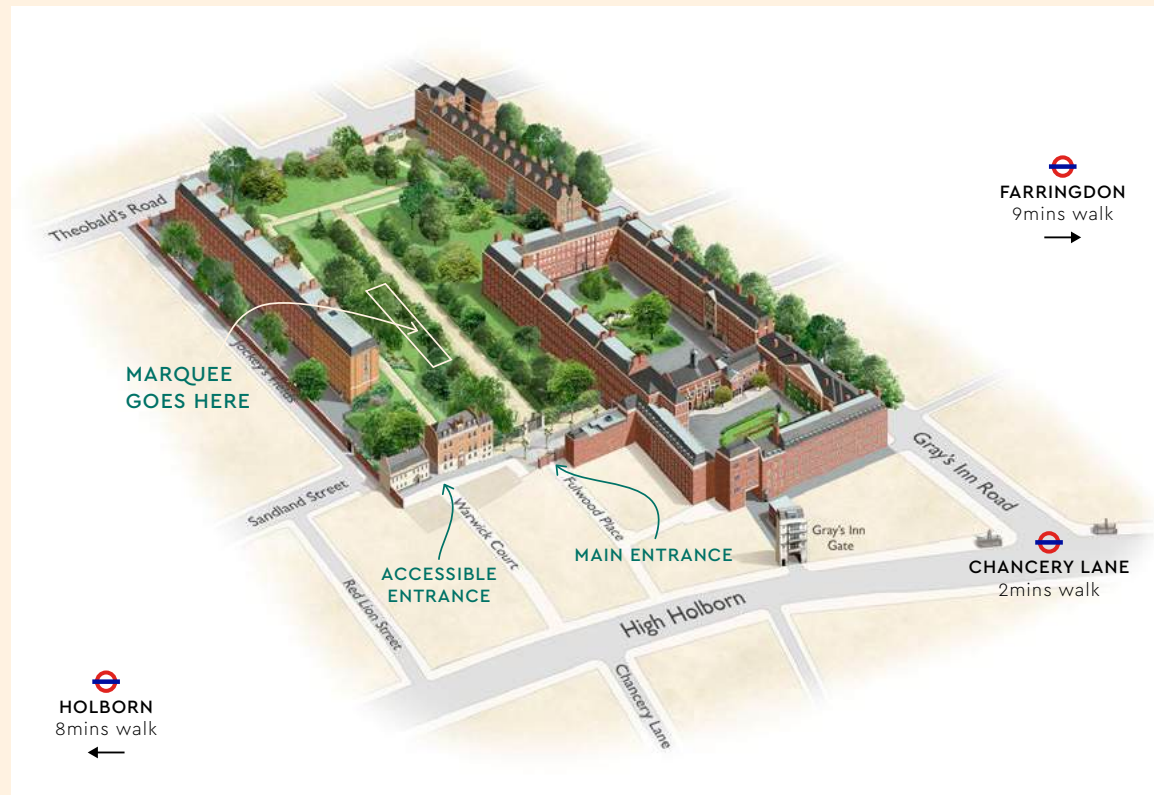 Theobald's Road
FARRINGDON
9mins walk
MARQUEE
GOES HERE
Jockey's Fields
Gray's Inn Road
Sandland Street
Warwick Court
Fulwood Place
MAIN ENTRANCE
ACCESSIBLE
ENTRANCE
Gray's Inn
Gate
CHANCERY LANE
2mins walk
Red Lion Street
High Holborn
Chancery Lane
HOLBORN
8mins walk